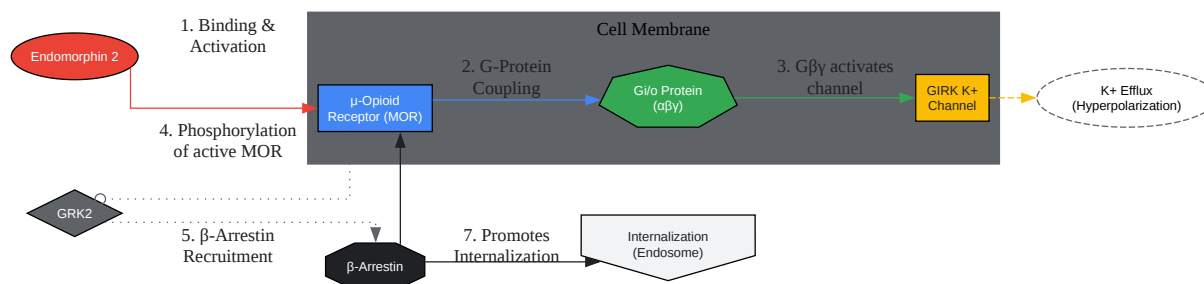 1. Binding &
Activation
Cell Membrane
Endomorphin 2
2. G-Protein
Coupling
3. Gβγ activates
channel
μ-Opioid
Receptor (MOR)
Gi/o Protein
(αβγ)
GIRK K+
Channel
K+ Efflux
(Hyperpolarization)
4. Phosphorylation
of active MOR
GRK2
5. β-Arrestin
Recruitment
7. Promotes
Internalization
Internalization
(Endosome)
β-Arrestin